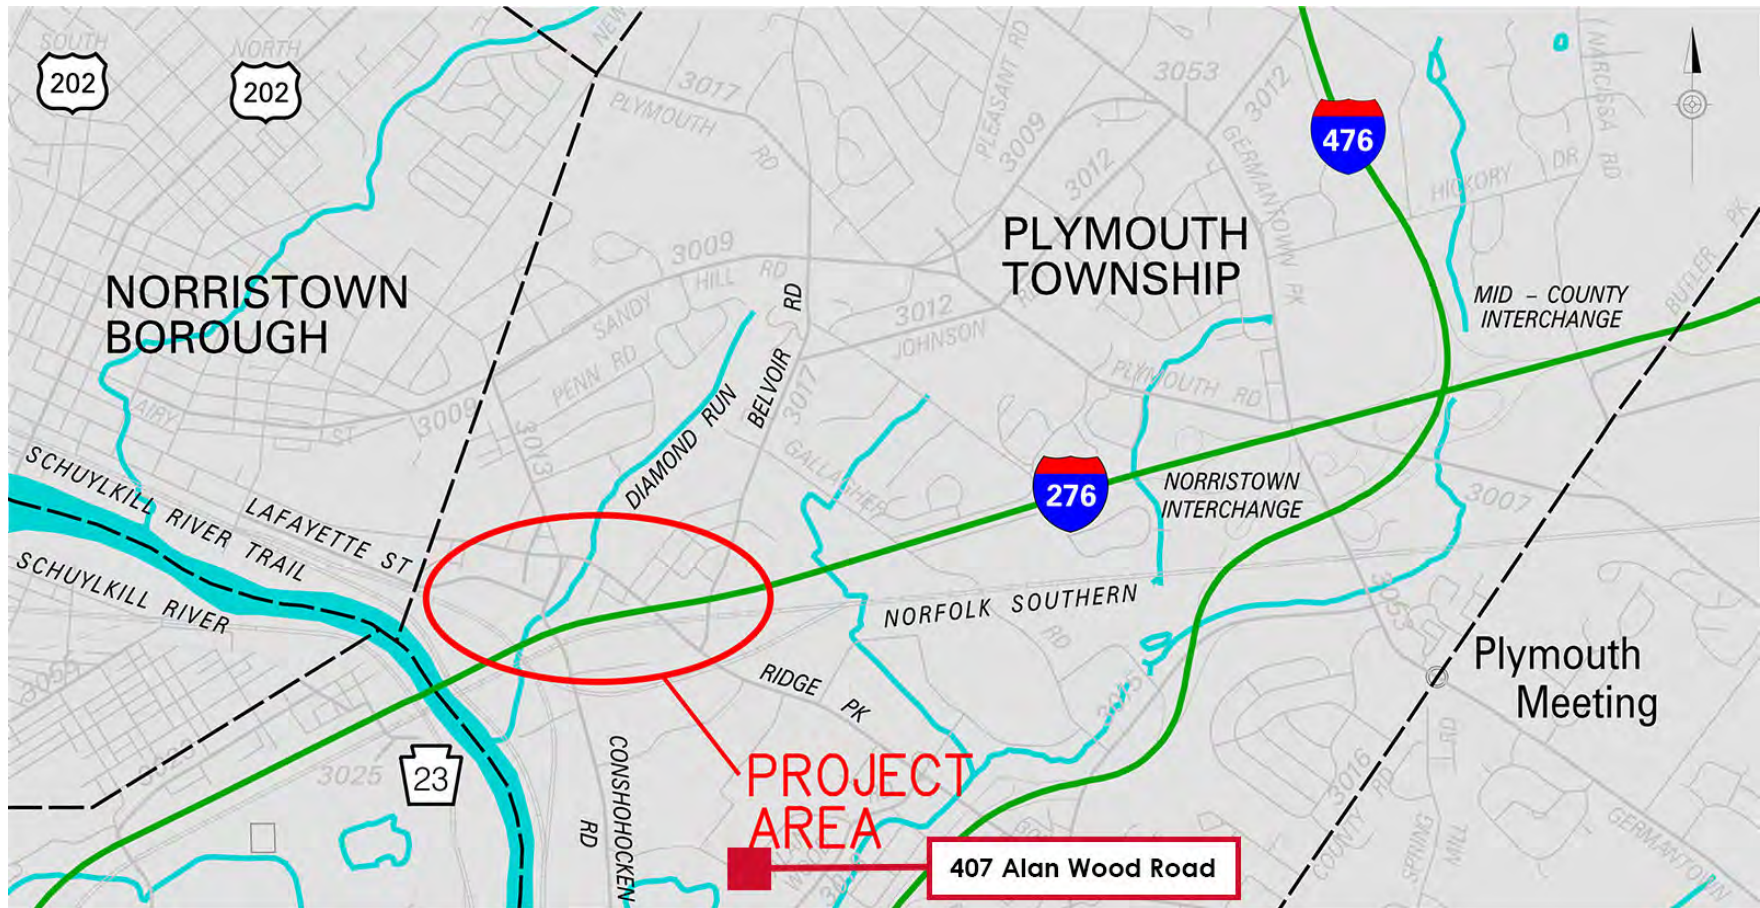 SOUTH
202
NORTH
202
NEW
3017
PLYMOUTH
RD
PLEASANT RD
3009
3053
3012
3012
GERMANTOWN PK
476
NARCISSA RD
HICKORY DR
BUTLER PK
NORRISTOWN
BOROUGH
PLYMOUTH
TOWNSHIP
MID - COUNTY
INTERCHANGE
3009
SANDY HILL RD
PENN RD
BELVOIR RD
3017
3012
JOHNSON RD
PLYMOUTH RD
AIRY ST
3009
3013
DIAMOND RUN
GALLAGHER
RD
276
NORRISTOWN
INTERCHANGE
3007
SCHUYLKILL RIVER TRAIL
LAFAYETTE ST
SCHUYLKILL RIVER
NORFOLK SOUTHERN
3053
3045
RIDGE PK
Plymouth
Meeting
3009
3025
23
CONSHOHOCKEN
RD
PROJECT
AREA
407 Alan Wood Road
3016
COUNTY RD
SPRING MILL RD
GERMANTOWN